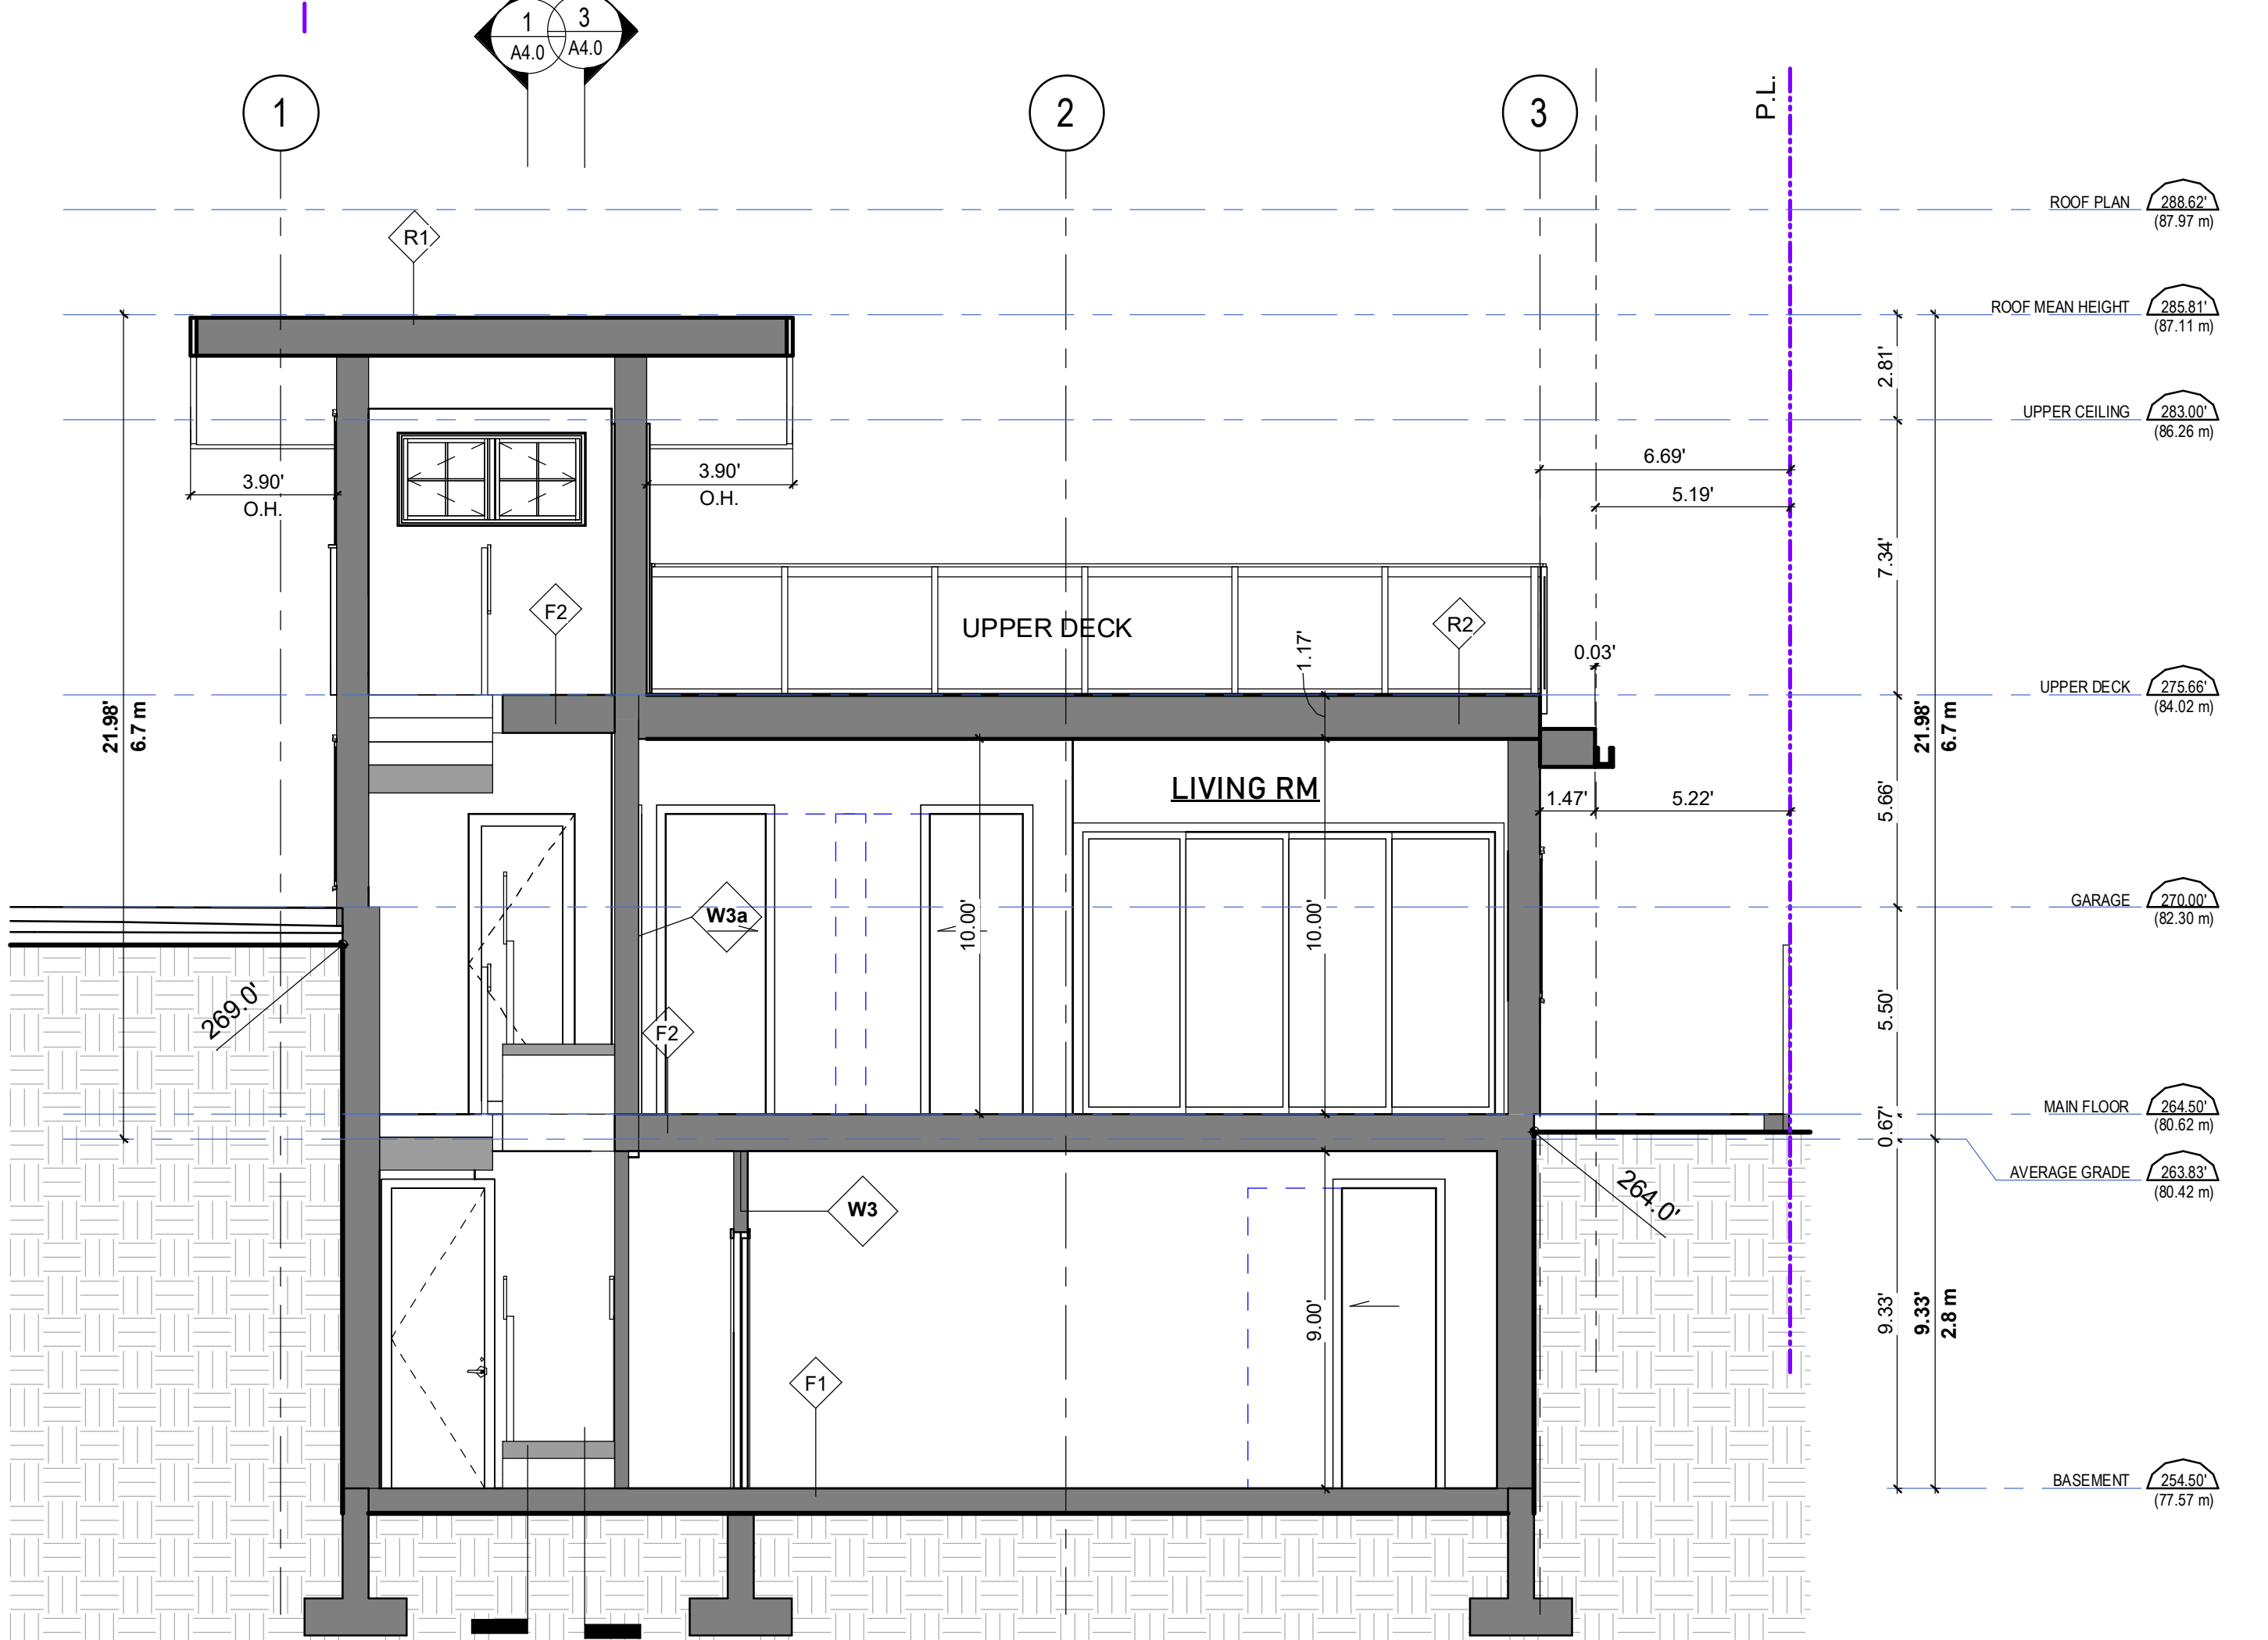 1
3
A4.0
A4.0
1
2
3
P.L.
ROOF PLAN
288.62'
(87.97 m)
R1
ROOF MEAN HEIGHT
285.81'
(87.11 m)
2.81'
UPPER CEILING
283.00'
(86.26 m)
6.69'
3.90'
O.H.
3.90'
O.H.
5.19'
7.34'
F2
UPPER DECK
R2
1.17'
0.03'
UPPER DECK
275.66'
(84.02 m)
21.98'
6.7 m
21.98'
6.7 m
LIVING RM
1.47'
5.22'
5.66'
W3a
10.00'
10.00'
GARAGE
270.00'
(82.30 m)
269.0'
5.50'
F2
MAIN FLOOR
264.50'
(80.62 m)
0.67'
AVERAGE GRADE
263.83'
(80.42 m)
W3
264.0'
9.00'
9.33'
9.33'
2.8 m
F1
BASEMENT
254.50'
(77.57 m)